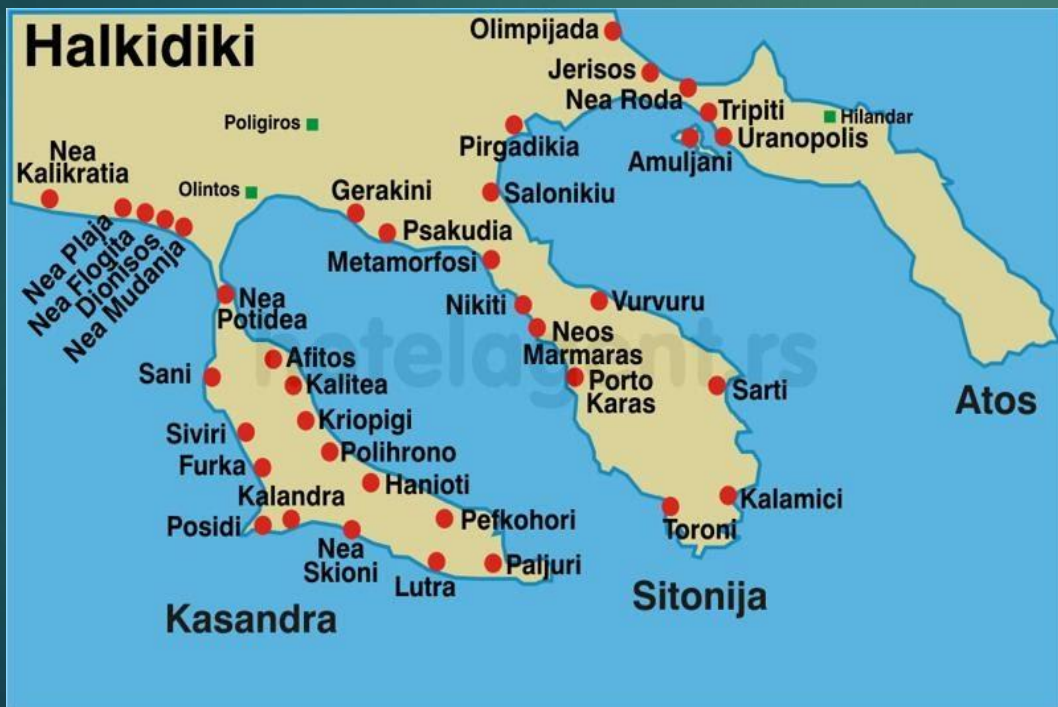 Halkidiki
Olimpijada
Jerisos
Nea Roda
Tripiti
Hilandar
Uranopolis
Amuljani
Poligiros
Pirgadikia
Nea
Kalikratia
Olintos
Gerakini
Salonikiu
Psakudia
Metamorfosi
Nea Plaja
Nea Flogita
Dionisos
Nea Mudanja
Nea
Potidea
Nikiti
Vurvuru
Neos
Marmaras
hotelagent.rs
Afitos
Sani
Kalitea
Porto
Karas
Sarti
Atos
Kriopigi
Siviri
Polihrono
Furka
Hanioti
Kalandra
Kalamici
Posidi
Pefkohori
Toroni
Nea
Skioni
Paljuri
Lutra
Sitonija
Kasandra